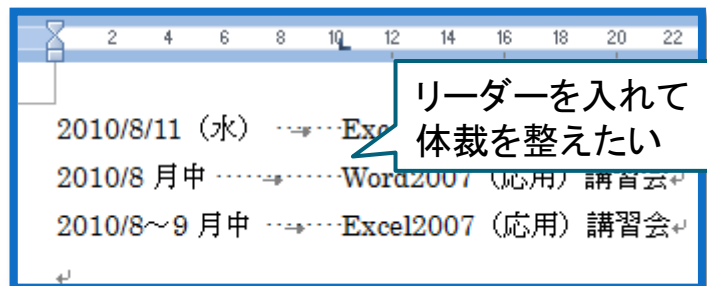 2 4 6 8 10 12 14 16 18 20 22
リーダーを入れて
体裁を整えたい
2010/8/11（水） ··→···Exc
2010/8 月中 ·····→······Word2007（応用）講習会↵
2010/8～9 月中 ···→····Excel2007（応用）講習会↵
↵